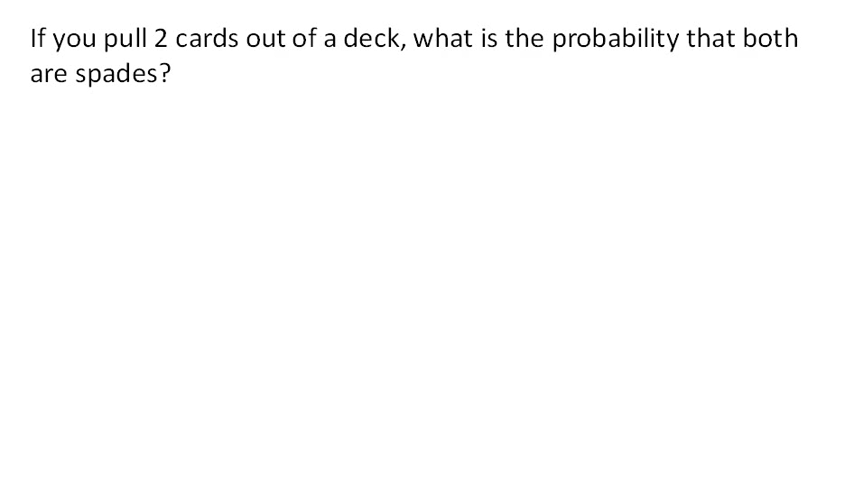 If you pull 2 cards out of a deck, what is the probability that both
are spades?